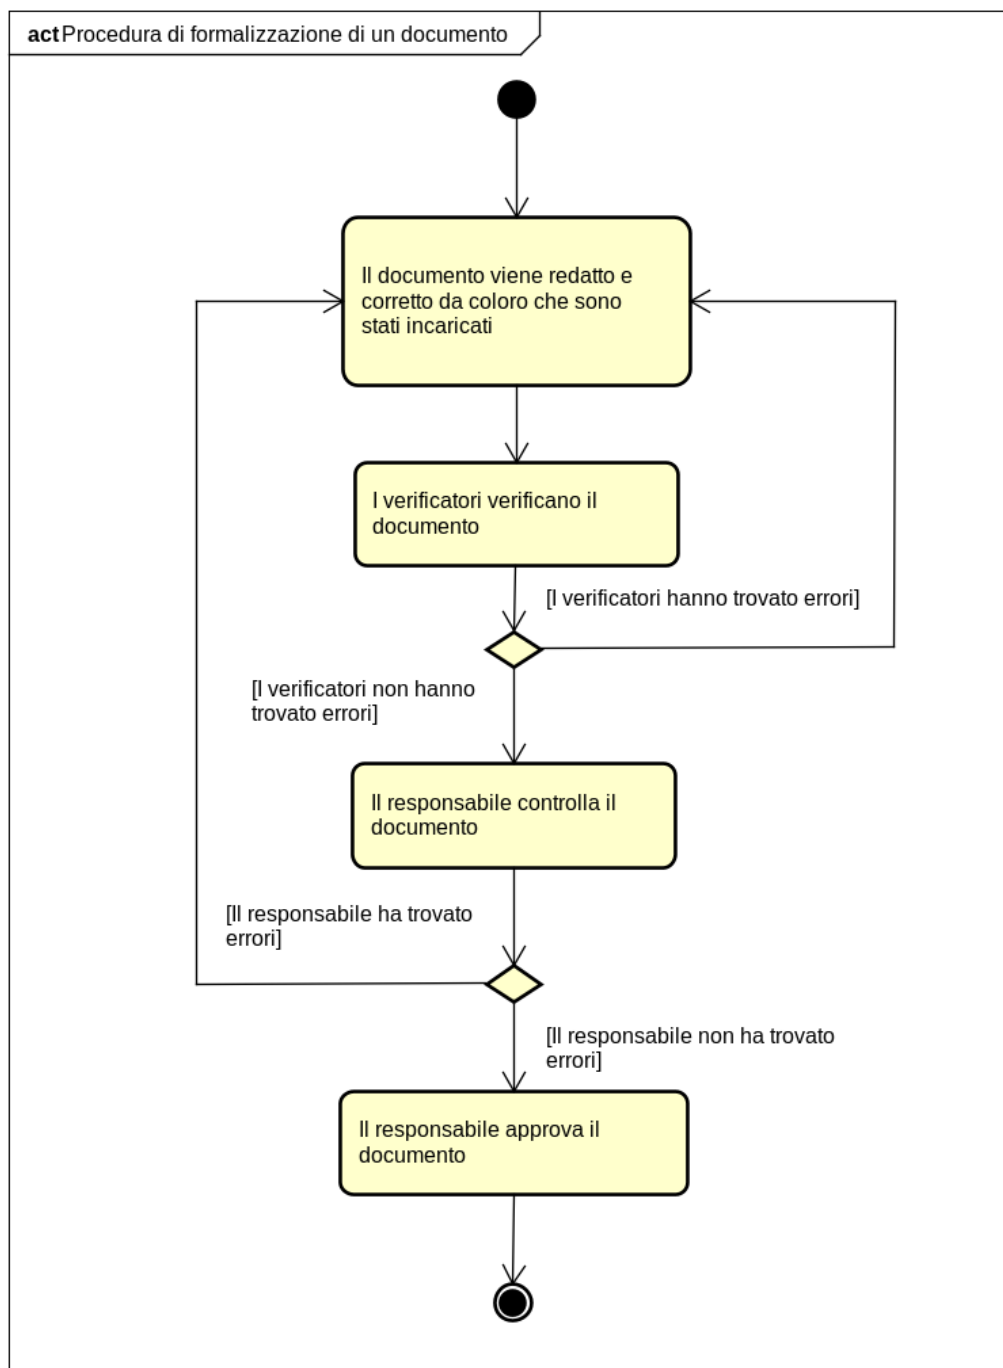 act Procedura di formalizzazione di un documento
Il documento viene redatto e
corretto da coloro che sono
stati incaricati
I verificatori verificano il
documento
[I verificatori hanno trovato errori]
[I verificatori non hanno
trovato errori]
Il responsabile controlla il
documento
[Il responsabile ha trovato
errori]
[Il responsabile non ha trovato
errori]
Il responsabile approva il
documento